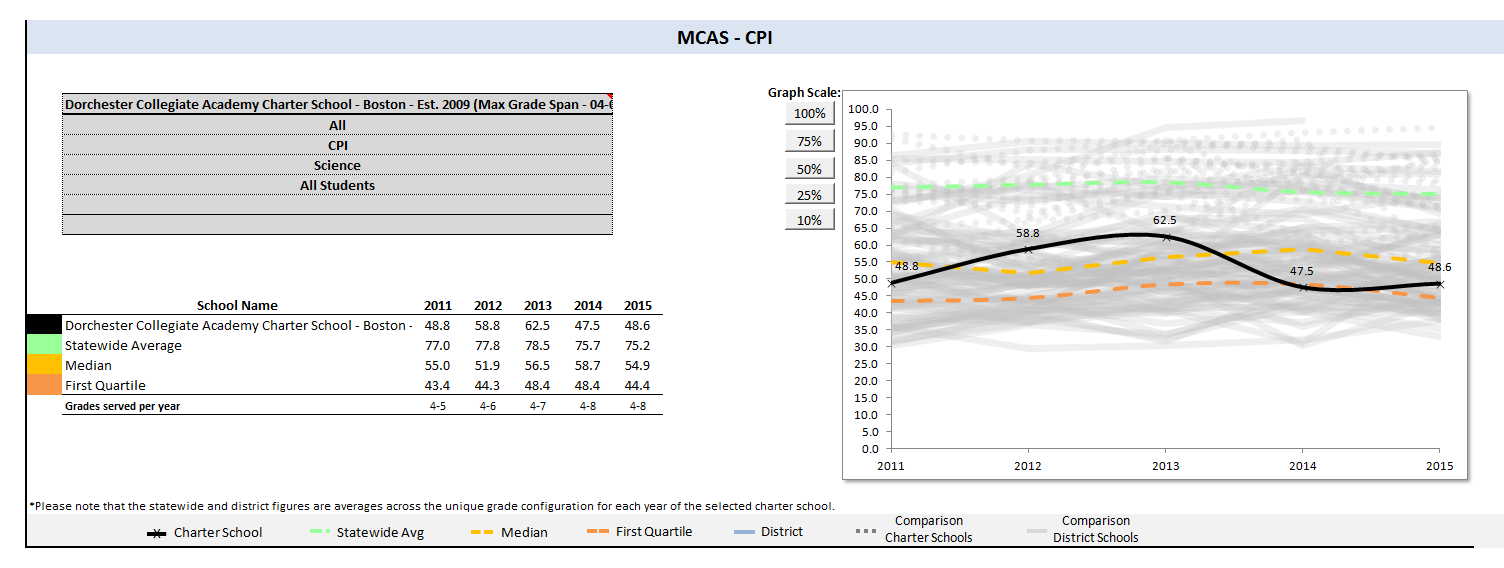 MCAS - CPI
Dorchester Collegiate Academy Charter School - Boston - Est. 2009 (Max Grade Span - 04-
All
CPI
Science
All Students
School Name 2011 2012 2013 2014 2015
Dorchester Collegiate Academy Charter School - Boston - 48.8 58.8 62.5 47.5 48.6
Statewide Average 77.0 77.8 78.5 75.7 75.2
Median 55.0 51.9 56.5 58.7 54.9
First Quartile 43.4 44.3 48.4 48.4 44.4
Grades served per year 4-5 4-6 4-7 4-8 4-8
Graph Scale:
100%
75%
50%
25%
10%
100.0
95.0
90.0
85.0
80.0
75.0
70.0
65.0
60.0
55.0
50.0
45.0
40.0
35.0
30.0
25.0
20.0
15.0
10.0
5.0
0.0
48.8
58.8
62.5
47.5
48.6
2011 2012 2013 2014 2015
*Please note that the statewide and district figures are averages across the unique grade configuration for each year of the selected charter school.
Charter School
Statewide Avg
Median
First Quartile
District
Comparison
Charter Schools
Comparison
District Schools